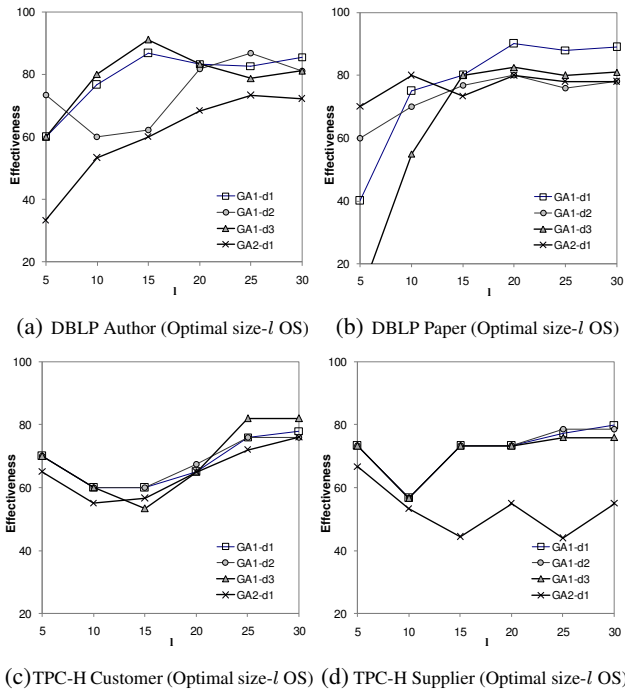 100
80
60
40
20
Effectiveness
5 10 15 20 25 30
l
GA1-d1
GA1-d2
GA1-d3
GA2-d1
(a) DBLP Author (Optimal size-l OS)
100
80
60
40
20
Effectiveness
5 10 15 20 25 30
l
GA1-d1
GA1-d2
GA1-d3
GA2-d1
(b) DBLP Paper (Optimal size-l OS)
100
80
60
40
20
Effectiveness
5 10 15 20 25 30
l
GA1-d1
GA1-d2
GA1-d3
GA2-d1
(c) TPC-H Customer (Optimal size-l OS)
100
80
60
40
20
Effectiveness
5 10 15 20 25 30
l
GA1-d1
GA1-d2
GA1-d3
GA2-d1
(d) TPC-H Supplier (Optimal size-l OS)